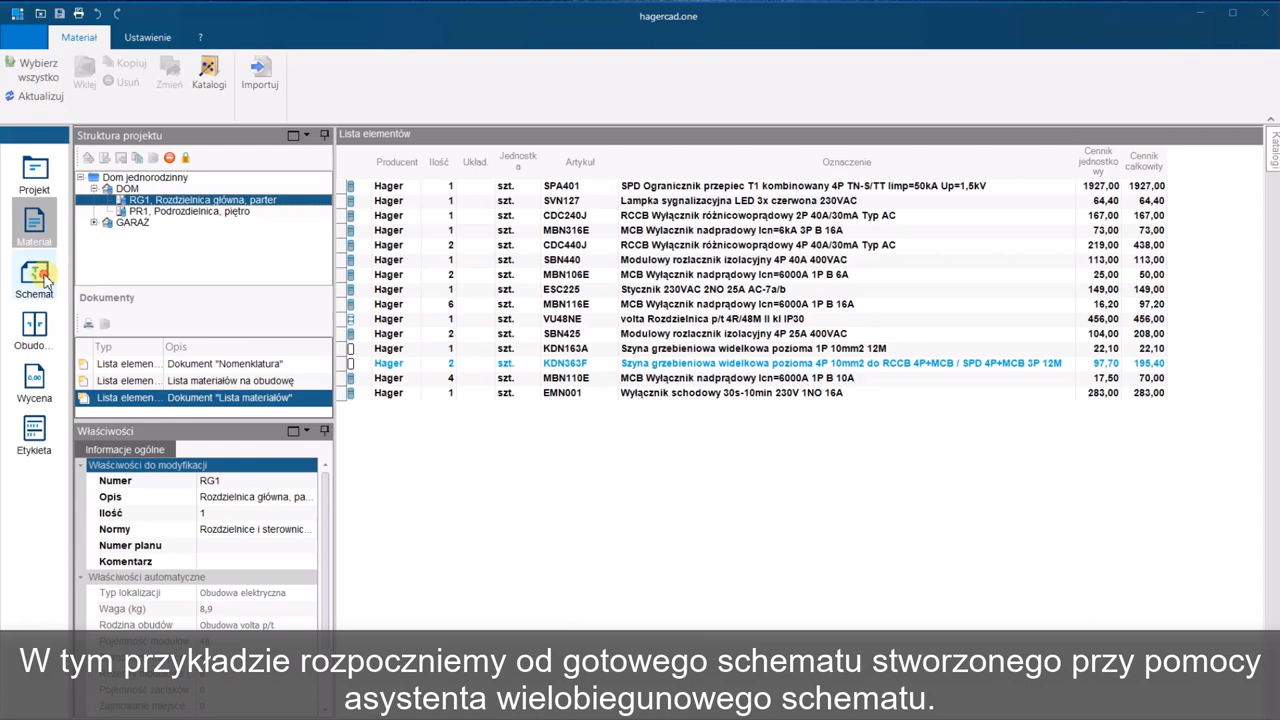 hagercad.one
Materiał Ustawienie ?
Wybierz wszystko
Aktualizuj
Wklej
Kopiuj
Usuń
Zmień
Katalogi
Importuj
Projekt
Materiał
Schemat
Obudo...
Wycena
Etykieta
Struktura projektu
Dom jednorodzinny
DOM
RG1, Rozdzielnica główna, parter
PR1, Podrozdzielnica, piętro
GARAŻ
Dokumenty
Typ Opis
Lista elemen... Dokument "Nomenklatura"
Lista elemen... Lista materiałów na obudowę
Lista elemen... Dokument "Lista materiałów"
Właściwości
Informacje ogólne
Właściwości do modyfikacji
Numer RG1
Opis Rozdzielnica główna, pa...
Ilość 1
Normy Rozdzielnice i sterownic...
Numer planu
Komentarz
Właściwości automatyczne
Typ lokalizacji Obudowa elektryczna
Waga (kg) 8,9
Rodzina obudów Obudowa volta p/t
Lista elementów
Producent Ilość Układ. Jednostka Artykuł Oznaczenie Cennik jednostkowy Cennik całkowity
Hager 1 szt. SPA401 SPD Ogranicznik przepiec T1 kombinowany 4P TN-S/TT Iimp=50kA Up=1,5kV 1927,00 1927,00
Hager 1 szt. SVN127 Lampka sygnalizacyjna LED 3x czerwona 230VAC 64,40 64,40
Hager 1 szt. CDC240J RCCB Wyłącznik różnicowoprądowy 2P 40A/30mA Typ AC 167,00 167,00
Hager 1 szt. MBN316E MCB Wylacznik nadprądowy Icn=6kA 3P B 16A 73,00 73,00
Hager 2 szt. CDC440J RCCB Wyłącznik różnicowoprądowy 4P 40A/30mA Typ AC 219,00 438,00
Hager 1 szt. SBN440 Modulowy rozlacznik izolacyjny 4P 40A 400VAC 113,00 113,00
Hager 2 szt. MBN106E MCB Wyłącznik nadprądowy Icn=6000A 1P B 6A 25,00 50,00
Hager 1 szt. ESC225 Stycznik 230VAC 2NO 25A AC-7a/b 149,00 149,00
Hager 6 szt. MBN116E MCB Wyłącznik nadprądowy Icn=6000A 1P B 16A 16,20 97,20
Hager 1 szt. VU48NE volta Rozdzielnica p/t 4R/48M II kl IP30 456,00 456,00
Hager 2 szt. SBN425 Modulowy rozlacznik izolacyjny 4P 25A 400VAC 104,00 208,00
Hager 1 szt. KDN163A Szyna grzebieniowa widelkowa pozioma 1P 10mm2 12M 22,10 22,10
Hager 2 szt. KDN363F Szyna grzebieniowa widelkowa pozioma 4P 10mm2 do RCCB 4P+MCB / SPD 4P+MCB 3P 12M 97,70 195,40
Hager 4 szt. MBN110E MCB Wyłącznik nadprądowy Icn=6000A 1P B 10A 17,50 70,00
Hager 1 szt. EMN001 Wyłącznik schodowy 30s-10min 230V 1NO 16A 283,00 283,00
Katalogi
W tym przykładzie rozpoczniemy od gotowego schematu stworzonego przy pomocy
asystenta wielobiegunowego schematu.